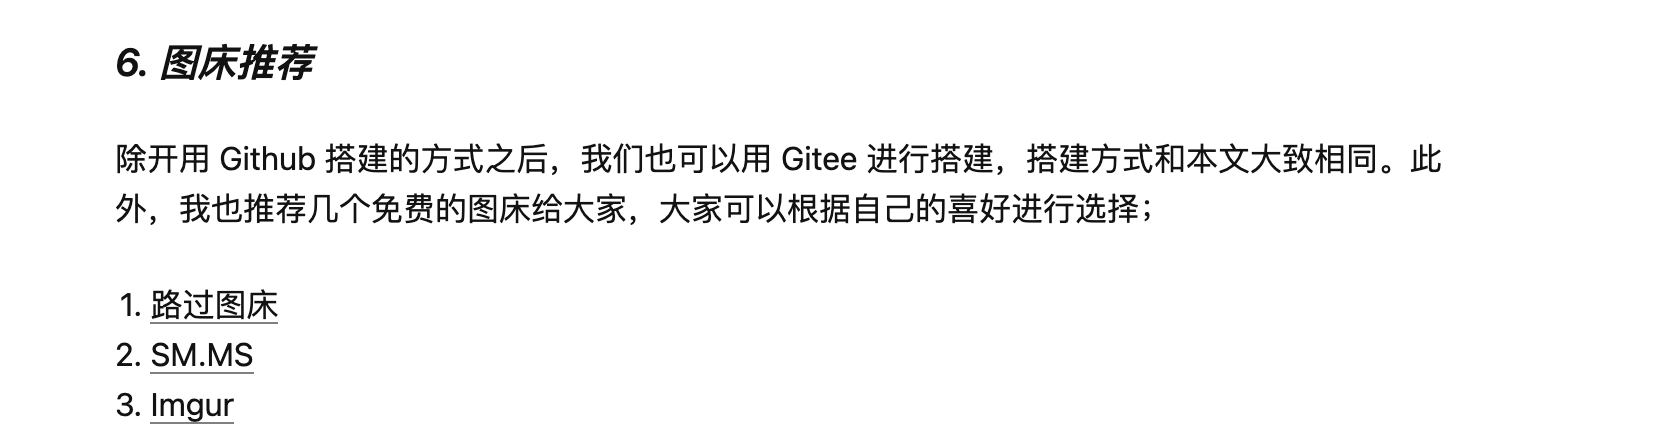 6. 图床推荐
除开用 Github 搭建的方式之后，我们也可以用 Gitee 进行搭建，搭建方式和本文大致相同。此
外，我也推荐几个免费的图床给大家，大家可以根据自己的喜好进行选择；
1. 路过图床
2. SM.MS
3. Imgur